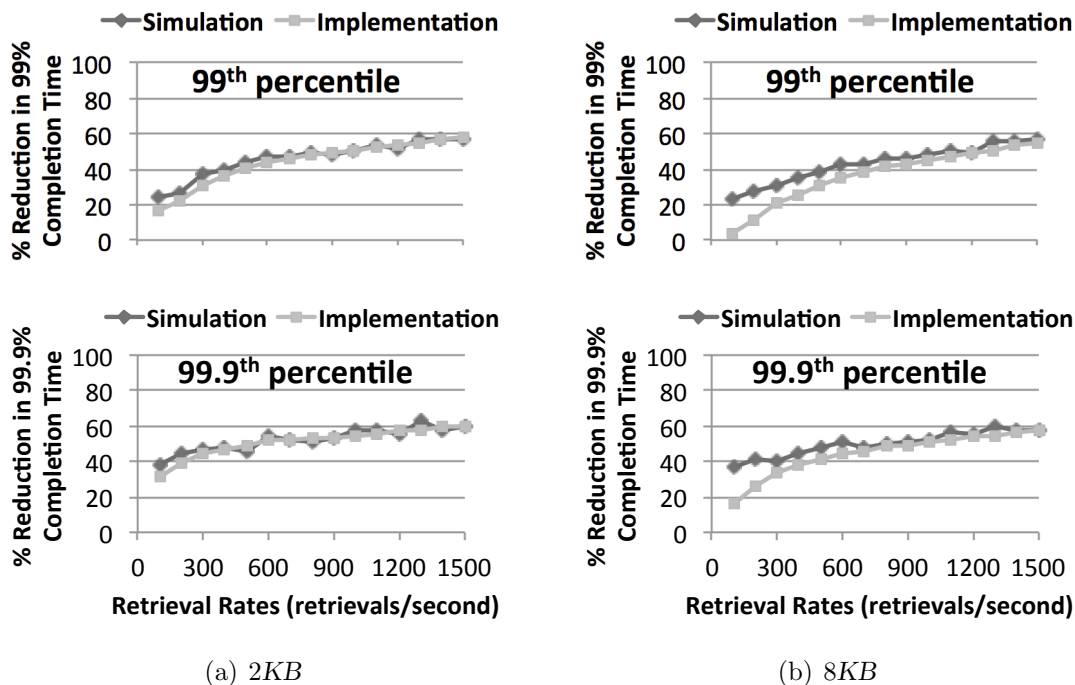 Simulation Implementation
% Reduction in 99% Completion Time
99th percentile
100
80
60
40
20
0
Simulation Implementation
% Reduction in 99% Completion Time
99th percentile
100
80
60
40
20
0
Simulation Implementation
% Reduction in 99.9% Completion Time
99.9th percentile
100
80
60
40
20
0
0 300 600 900 1200 1500
Retrieval Rates (retrievals/second)
Simulation Implementation
% Reduction in 99.9% Completion Time
99.9th percentile
100
80
60
40
20
0
0 300 600 900 1200 1500
Retrieval Rates (retrievals/second)
(a) 2KB
(b) 8KB